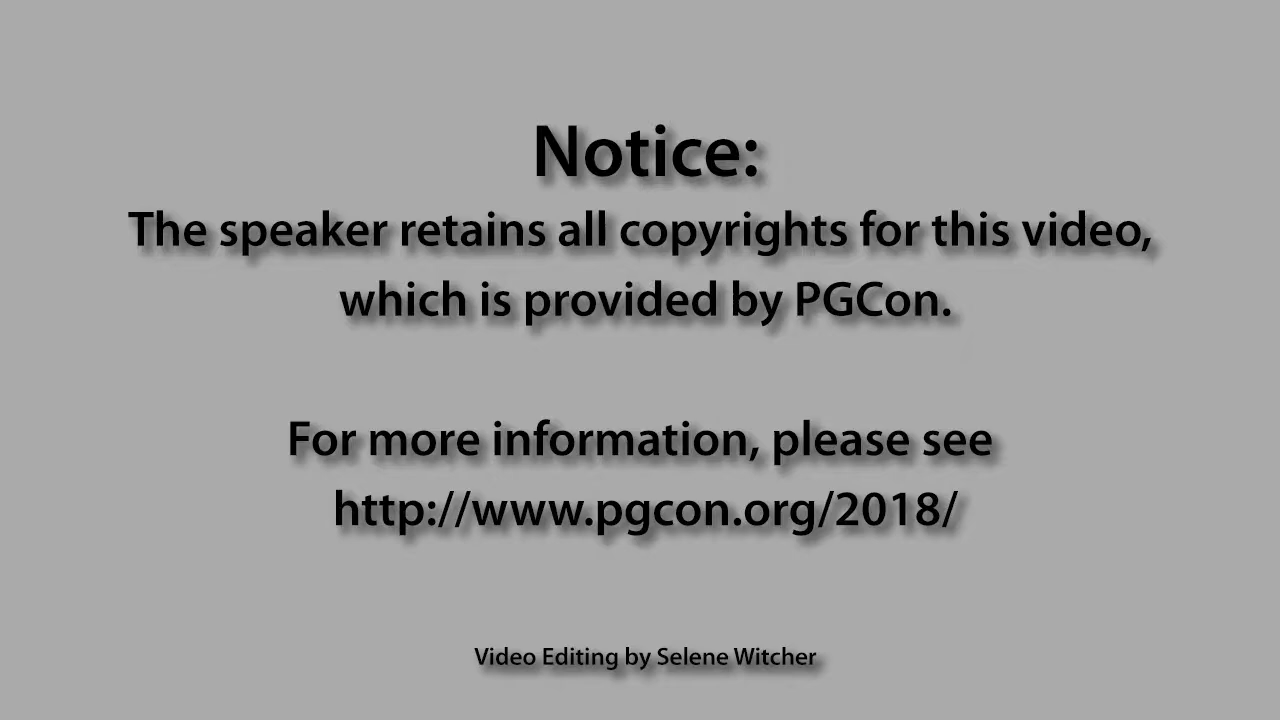 Notice:
The speaker retains all copyrights for this video,
which is provided by PGCon.
For more information, please see
http://www.pgcon.org/2018/
Video Editing by Selene Witcher